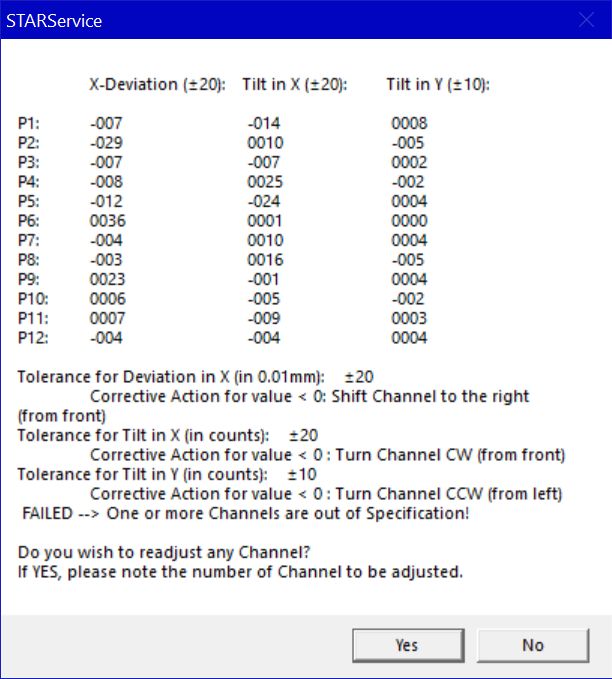 STARService
X-Deviation (±20): Tilt in X (±20): Tilt in Y (±10):
P1: -007 -014 0008
P2: -029 0010 -005
P3: -007 -007 0002
P4: -008 0025 -002
P5: -012 -024 0004
P6: 0036 0001 0000
P7: -004 0010 0004
P8: -003 0016 -005
P9: 0023 -001 0004
P10: 0006 -005 -002
P11: 0007 -009 0003
P12: -004 -004 0004
Tolerance for Deviation in X (in 0.01mm): ±20
Corrective Action for value < 0: Shift Channel to the right
(from front)
Tolerance for Tilt in X (in counts): ±20
Corrective Action for value < 0 : Turn Channel CW (from front)
Tolerance for Tilt in Y (in counts): ±10
Corrective Action for value < 0 : Turn Channel CCW (from left)
FAILED --> One or more Channels are out of Specification!
Do you wish to readjust any Channel?
If YES, please note the number of Channel to be adjusted.
Yes No